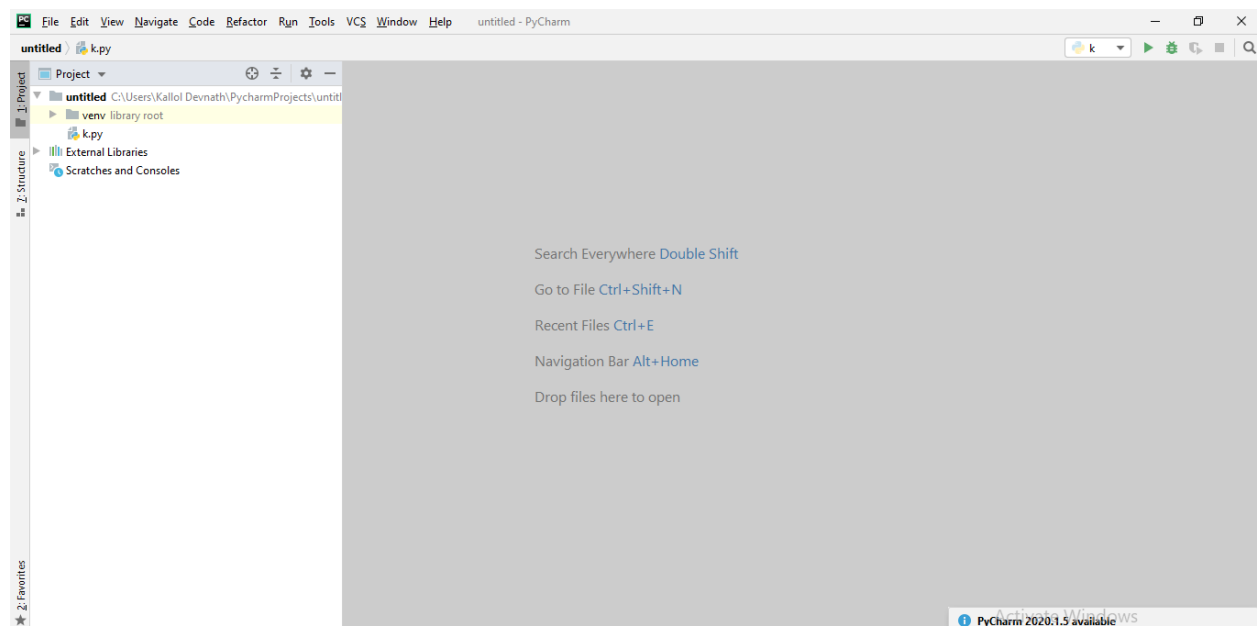 PC File Edit View Navigate Code Refactor Run Tools VCS Window Help untitled - PyCharm
untitled k.py
k
1: Project
Project
untitled C:\Users\Kallol Devnath\PycharmProjects\untitl
venv library root
k.py
External Libraries
Scratches and Consoles
7: Structure
Search Everywhere Double Shift
Go to File Ctrl+Shift+N
Recent Files Ctrl+E
Navigation Bar Alt+Home
Drop files here to open
2: Favorites
Activate Windows
PyCharm 2020.1.5 available